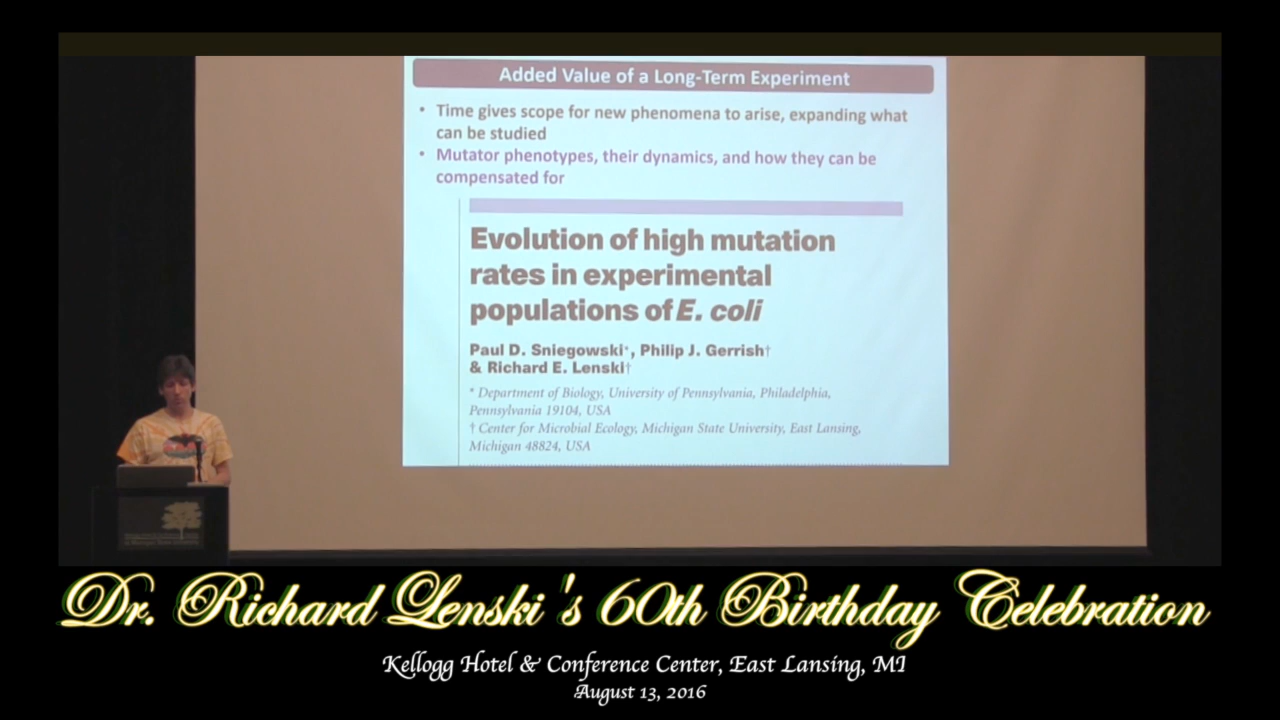 Added Value of a Long-Term Experiment
• Time gives scope for new phenomena to arise, expanding what
can be studied
• Mutator phenotypes, their dynamics, and how they can be
compensated for
Evolution of high mutation
rates in experimental
populations of E. coli
Paul D. Sniegowski*, Philip J. Gerrish†
& Richard E. Lenski†
* Department of Biology, University of Pennsylvania, Philadelphia,
Pennsylvania 19104, USA
† Center for Microbial Ecology, Michigan State University, East Lansing,
Michigan 48824, USA
Dr. Richard Lenski's 60th Birthday Celebration
Kellogg Hotel & Conference Center, East Lansing, MI
August 13, 2016